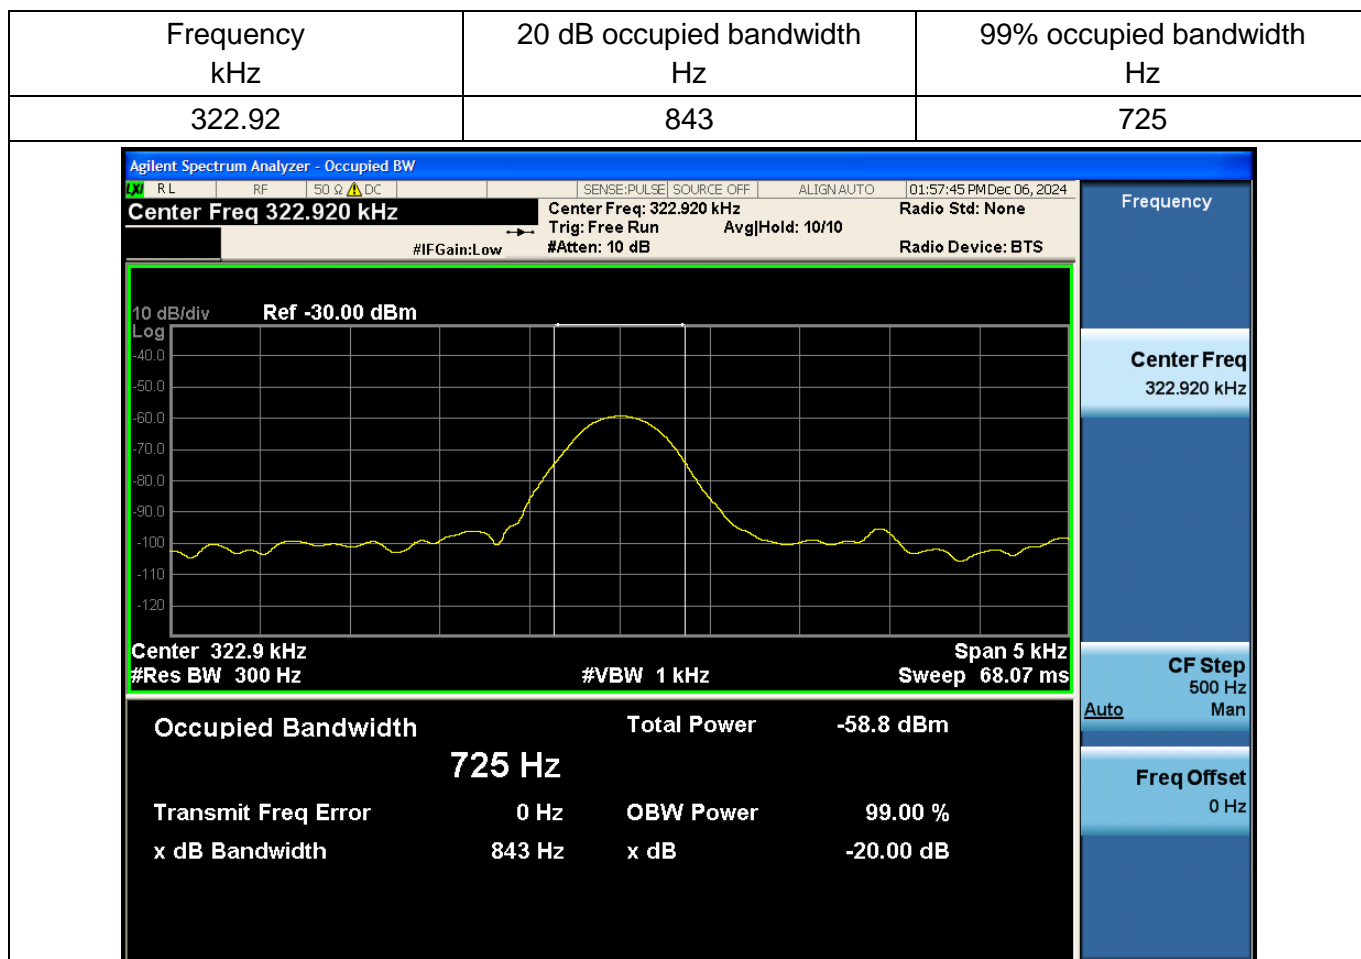 Frequency 20 dB occupied bandwidth 99% occupied bandwidth
kHz Hz Hz
322.92 843 725
Agilent Spectrum Analyzer - Occupied BW
LXI RL RF 50 Ω DC SENSE:PULSE SOURCE OFF ALIGN AUTO 01:57:45 PM Dec 06, 2024
Center Freq 322.920 kHz Center Freq: 322.920 kHz Radio Std: None
Trig: Free Run Avg|Hold: 10/10
#IFGain:Low #Atten: 10 dB Radio Device: BTS
Frequency
10 dB/div Ref -30.00 dBm
Log
-40.0
-50.0
-60.0
-70.0
-80.0
-90.0
-100
-110
-120
Center 322.9 kHz Span 5 kHz
#Res BW 300 Hz #VBW 1 kHz Sweep 68.07 ms
Occupied Bandwidth Total Power -58.8 dBm
725 Hz
Transmit Freq Error 0 Hz OBW Power 99.00 %
x dB Bandwidth 843 Hz x dB -20.00 dB
Center Freq
322.920 kHz
CF Step
500 Hz
Auto Man
Freq Offset
0 Hz